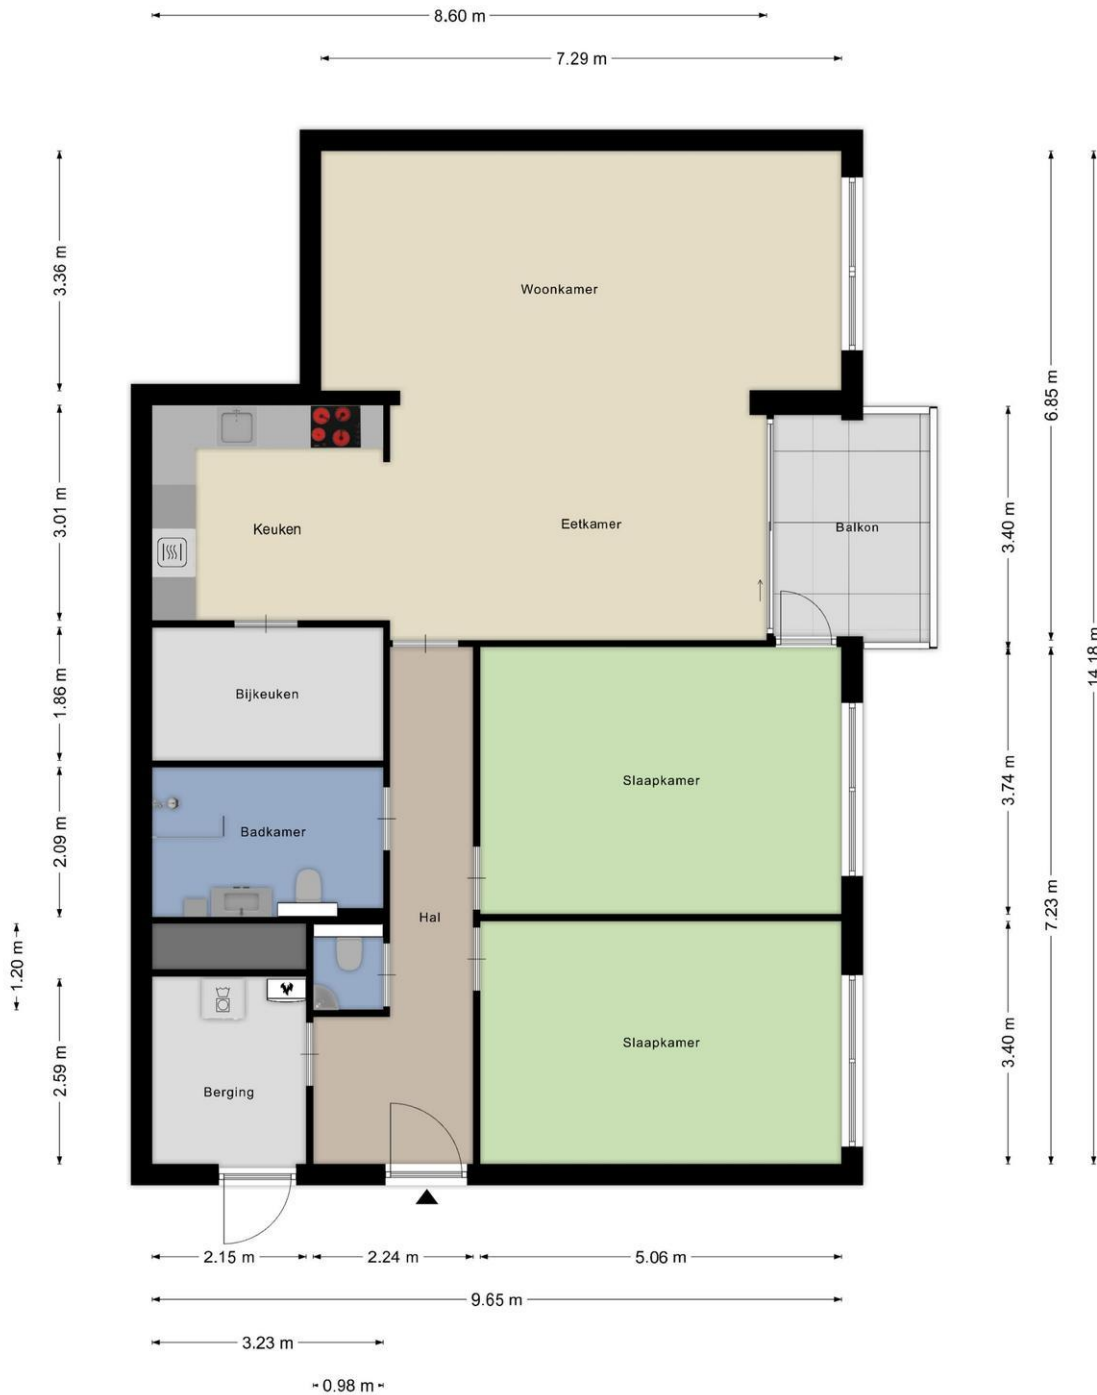 8.60 m
7.29 m
3.36 m
3.01 m
1.86 m
2.09 m
1.20 m
2.59 m
Woonkamer
Keuken
Eetkamer
Balkon
Bijkeuken
Slaapkamer
Badkamer
Hal
Slaapkamer
Berging
6.85 m
3.40 m
14.18 m
3.74 m
7.23 m
3.40 m
2.15 m
2.24 m
5.06 m
9.65 m
3.23 m
0.98 m